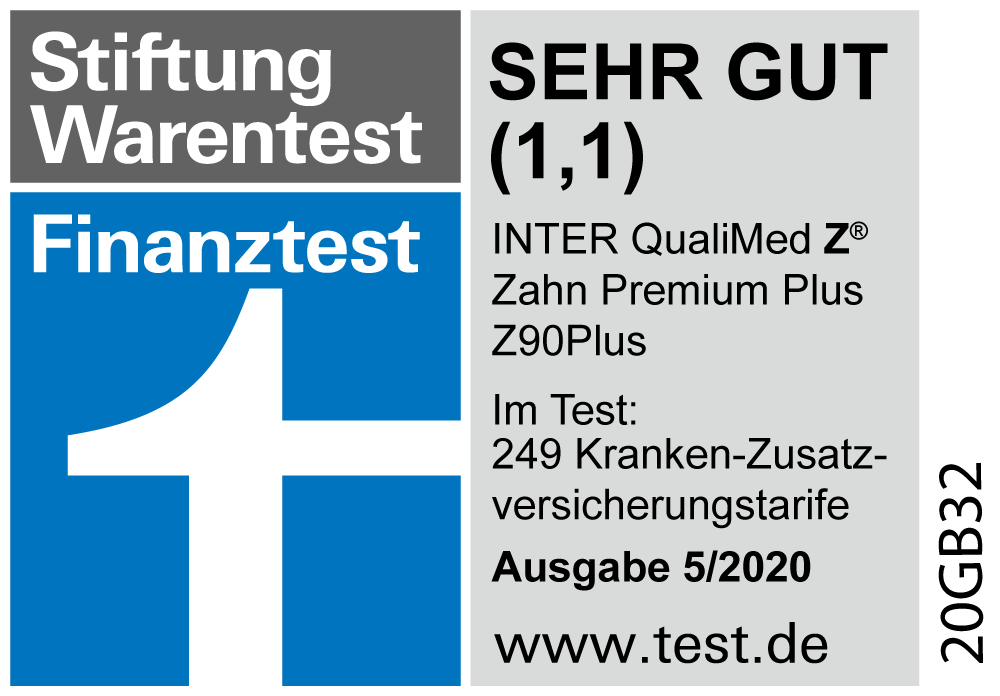 Stiftung
Warentest
Finanztest
SEHR GUT
(1,1)
INTER QualiMed Z®
Zahn Premium Plus
Z90Plus
Im Test:
249 Kranken-Zusatz-
versicherungstarife
Ausgabe 5/2020
www.test.de
20GB32